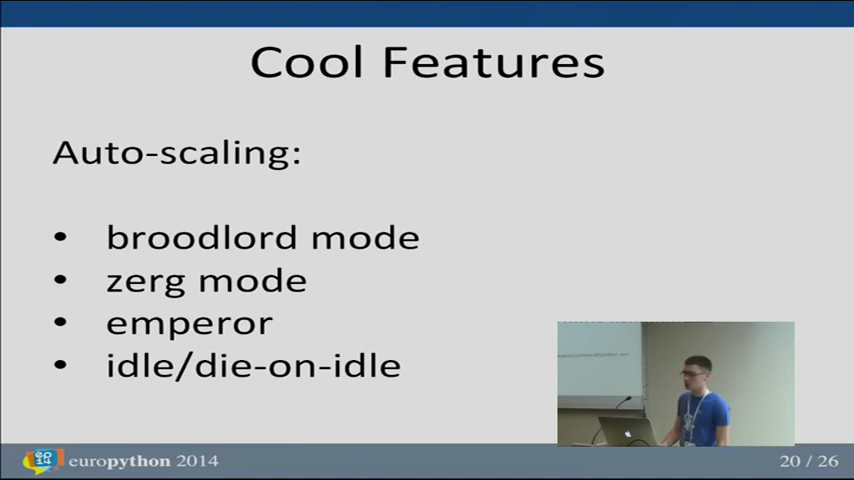 Cool Features
Auto-scaling:
• broodlord mode
• zerg mode
• emperor
• idle/die-on-idle
europython 2014
20 / 26